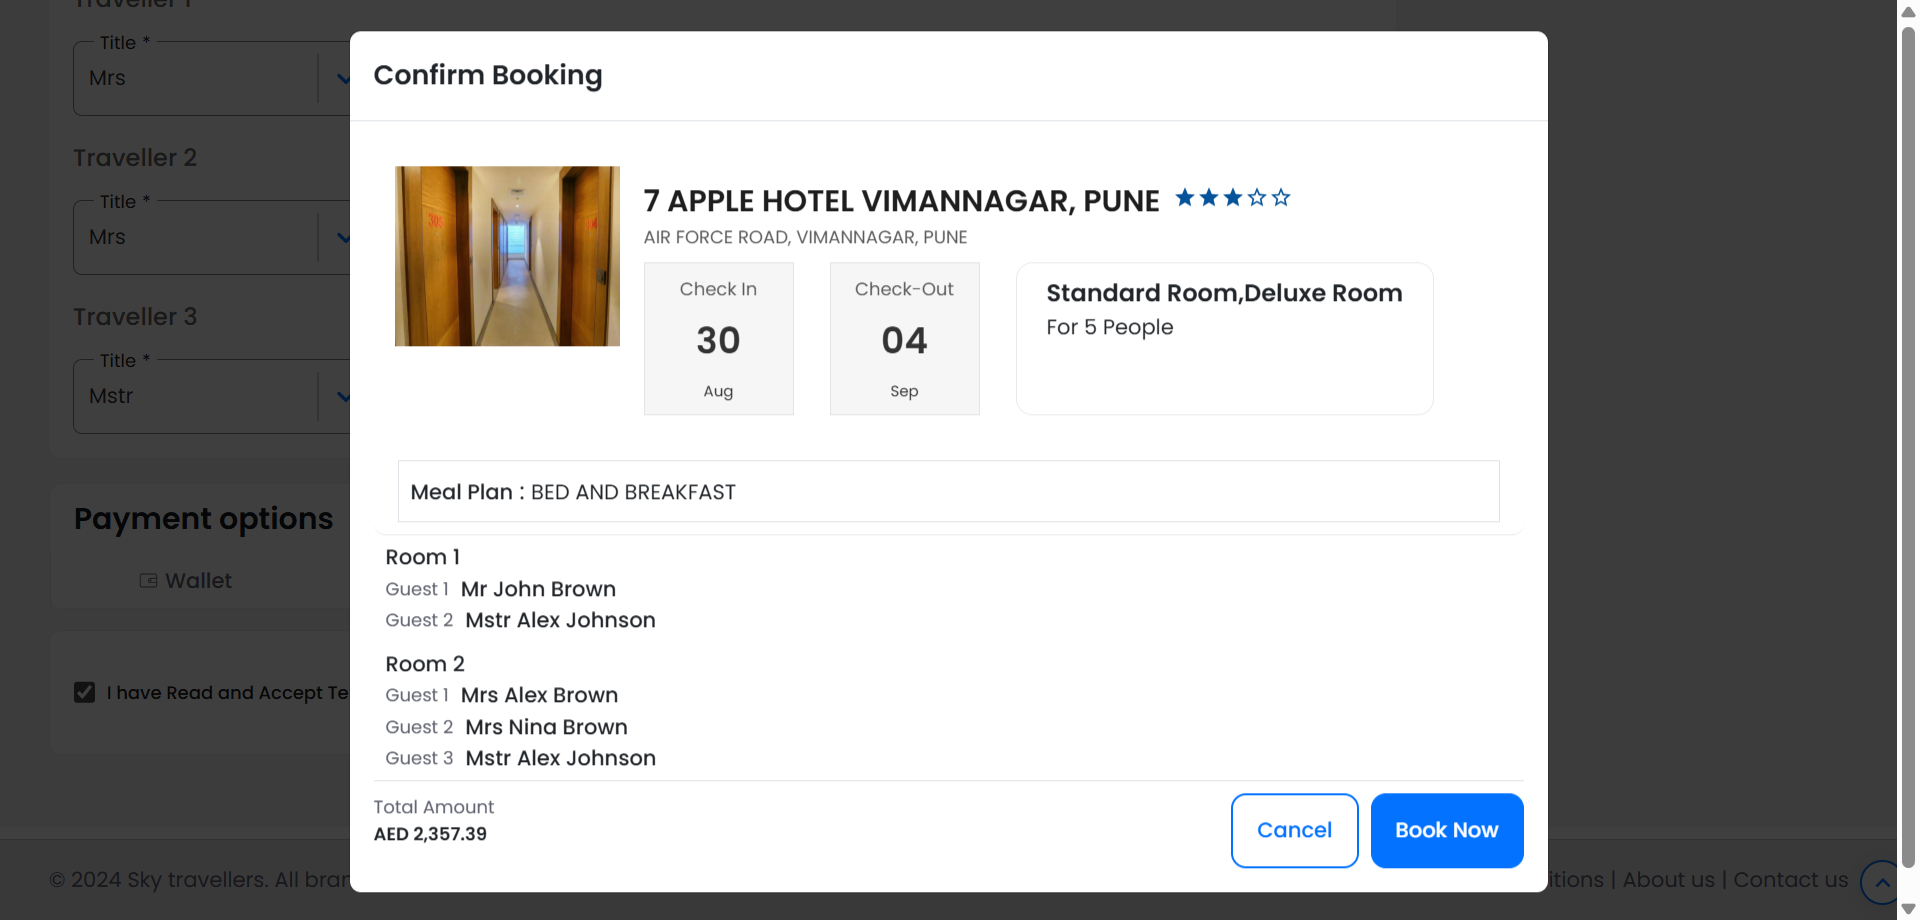 Traveller 1
Title *
Mrs
Traveller 2
Title *
Mrs
Traveller 3
Title *
Mstr
Payment options
Wallet
I have Read and Accept Te
© 2024 Sky travellers. All bran
itions | About us | Contact us
Confirm Booking
7 APPLE HOTEL VIMANNAGAR, PUNE
AIR FORCE ROAD, VIMANNAGAR, PUNE
Check In
30
Aug
Check-Out
04
Sep
Standard Room,Deluxe Room
For 5 People
Meal Plan : BED AND BREAKFAST
Room 1
Guest 1 Mr John Brown
Guest 2 Mstr Alex Johnson
Room 2
Guest 1 Mrs Alex Brown
Guest 2 Mrs Nina Brown
Guest 3 Mstr Alex Johnson
Total Amount
AED 2,357.39
Cancel
Book Now